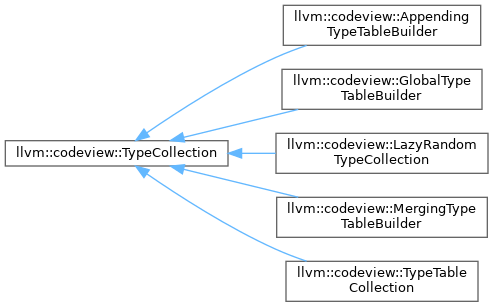 llvm::codeview::Appending
TypeTableBuilder
llvm::codeview::GlobalType
TableBuilder
llvm::codeview::TypeCollection
llvm::codeview::LazyRandom
TypeCollection
llvm::codeview::MergingType
TableBuilder
llvm::codeview::TypeTable
Collection